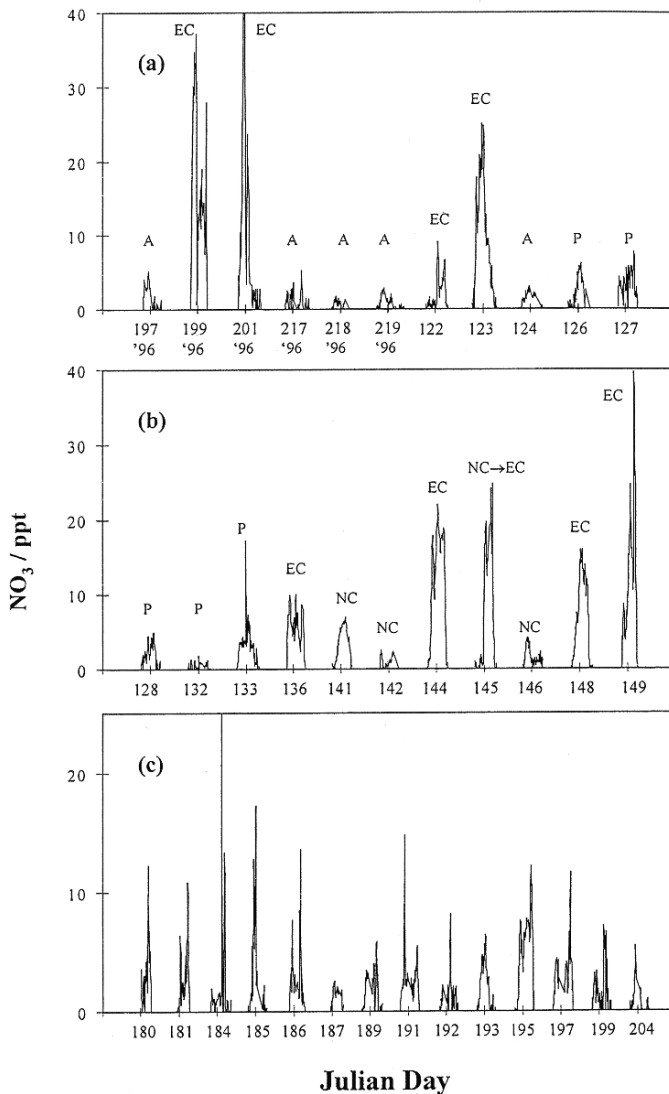 40
EC
EC
(a)
30
EC
20
10
A
A
A
A
EC
A
P
P
0
197 199 201 217 218 219 122 123 124 126 127
'96 '96 '96 '96 '96 '96
40
EC
(b)
30
NC→EC
EC
20
P
EC
EC
10
P
P
NC
NC
NC
0
128 132 133 136 141 142 144 145 146 148 149
NO3 / ppt
(c)
20
10
0
180 181 184 185 186 187 189 191 192 193 195 197 199 204
Julian Day